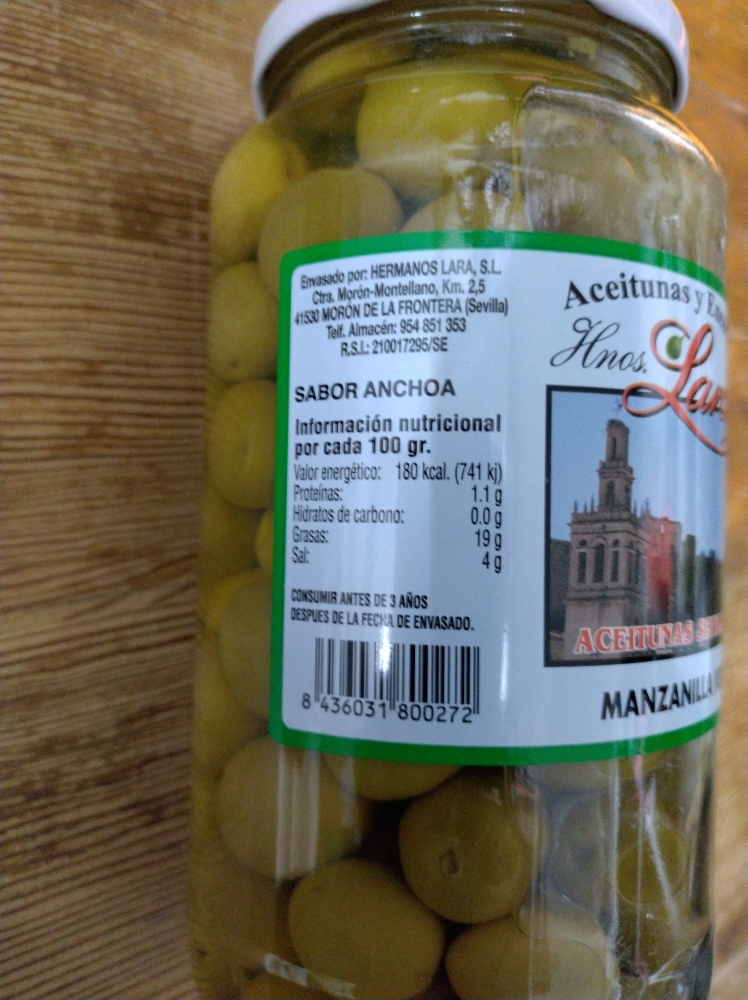 Envasado por: HERMANOS LARA, S.L.
Ctra. Morón-Montellano, Km. 2,5
41530 MORÓN DE LA FRONTERA (Sevilla)
Telf. Almacén: 954 851 353
R.S.I.: 210017295/SE
SABOR ANCHOA
Información nutricional
por cada 100 gr.
Valor energético: 180 kcal. (741 kj)
Proteínas: 1.1 g
Hidratos de carbono: 0.0 g
Grasas: 19 g
Sal: 4 g
CONSUMIR ANTES DE 3 AÑOS
DESPUES DE LA FECHA DE ENVASADO.
8 436031 800272
Aceitunas y
Hnos.
ACEITUNAS
MANZANILLA